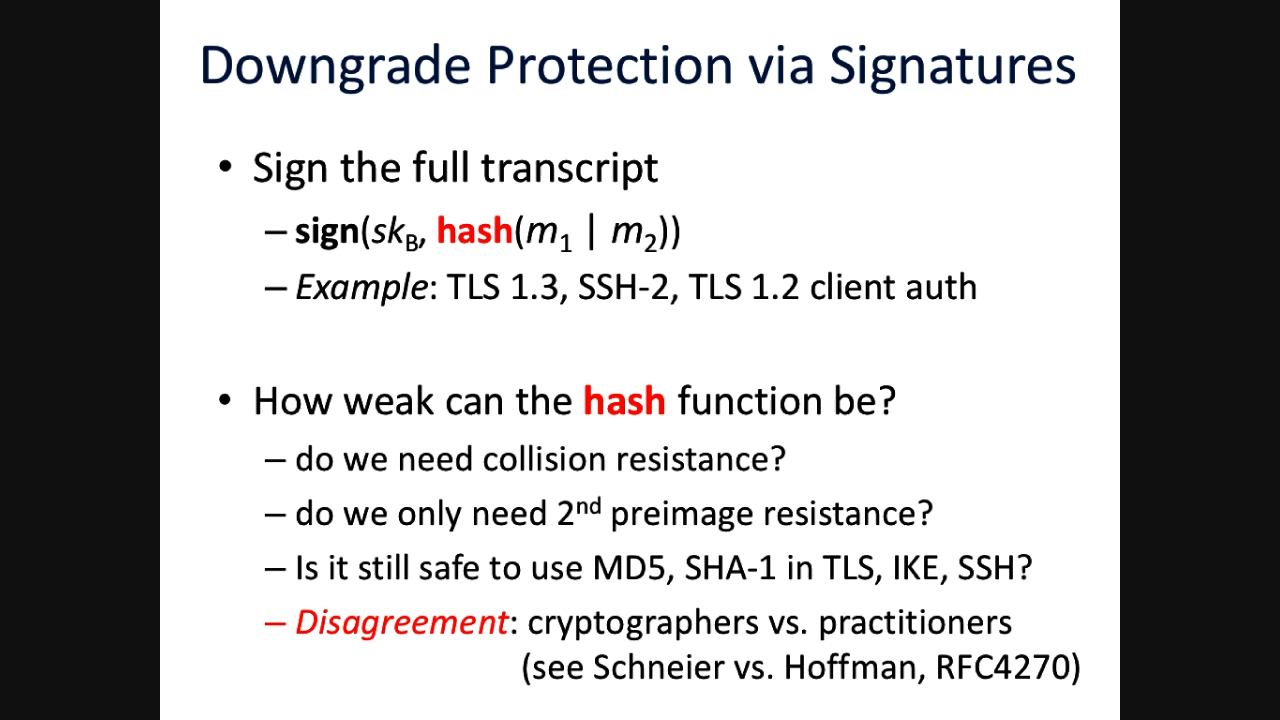 Downgrade Protection via Signatures
• Sign the full transcript
– sign(sk_B, hash(m_1 | m_2))
– Example: TLS 1.3, SSH-2, TLS 1.2 client auth
• How weak can the hash function be?
– do we need collision resistance?
– do we only need 2nd preimage resistance?
– Is it still safe to use MD5, SHA-1 in TLS, IKE, SSH?
– Disagreement: cryptographers vs. practitioners
(see Schneier vs. Hoffman, RFC4270)